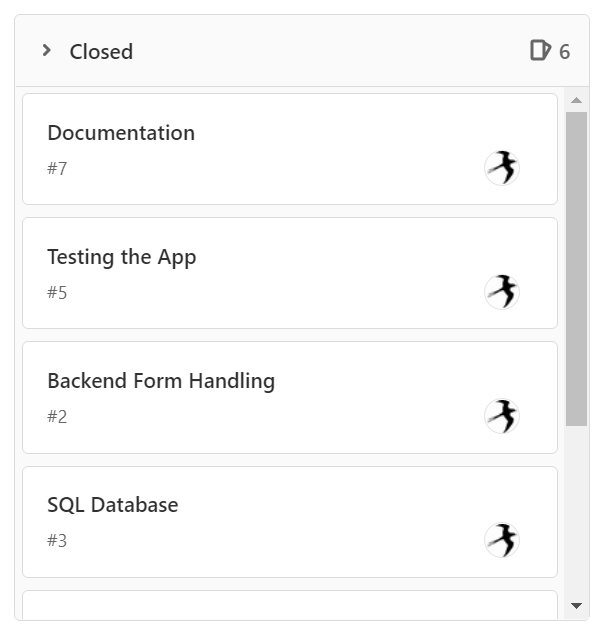 Closed
6
Documentation
#7
Testing the App
#5
Backend Form Handling
#2
SQL Database
#3